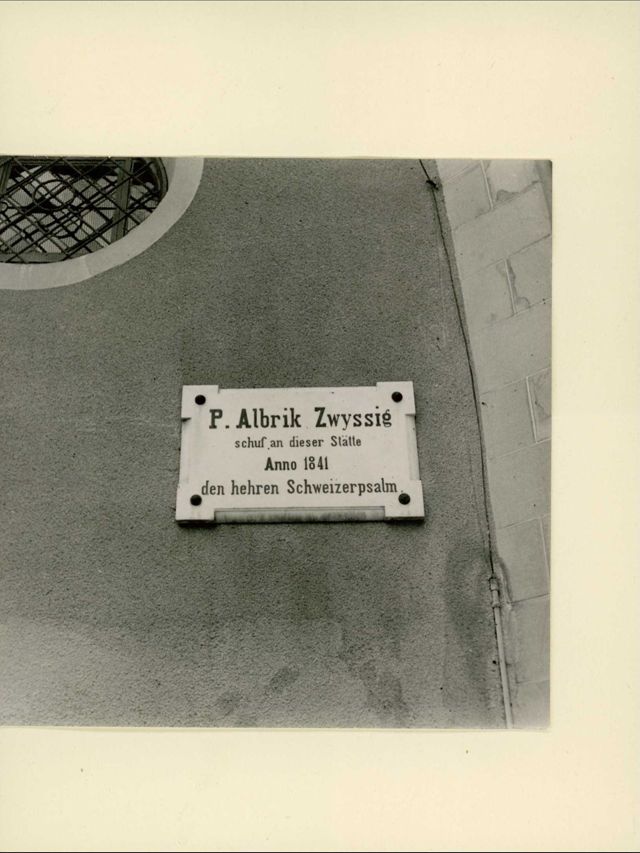 P. Albrik Zwyssig
schuf an dieser Stätte
Anno 1841
den hehren Schweizerpsalm.